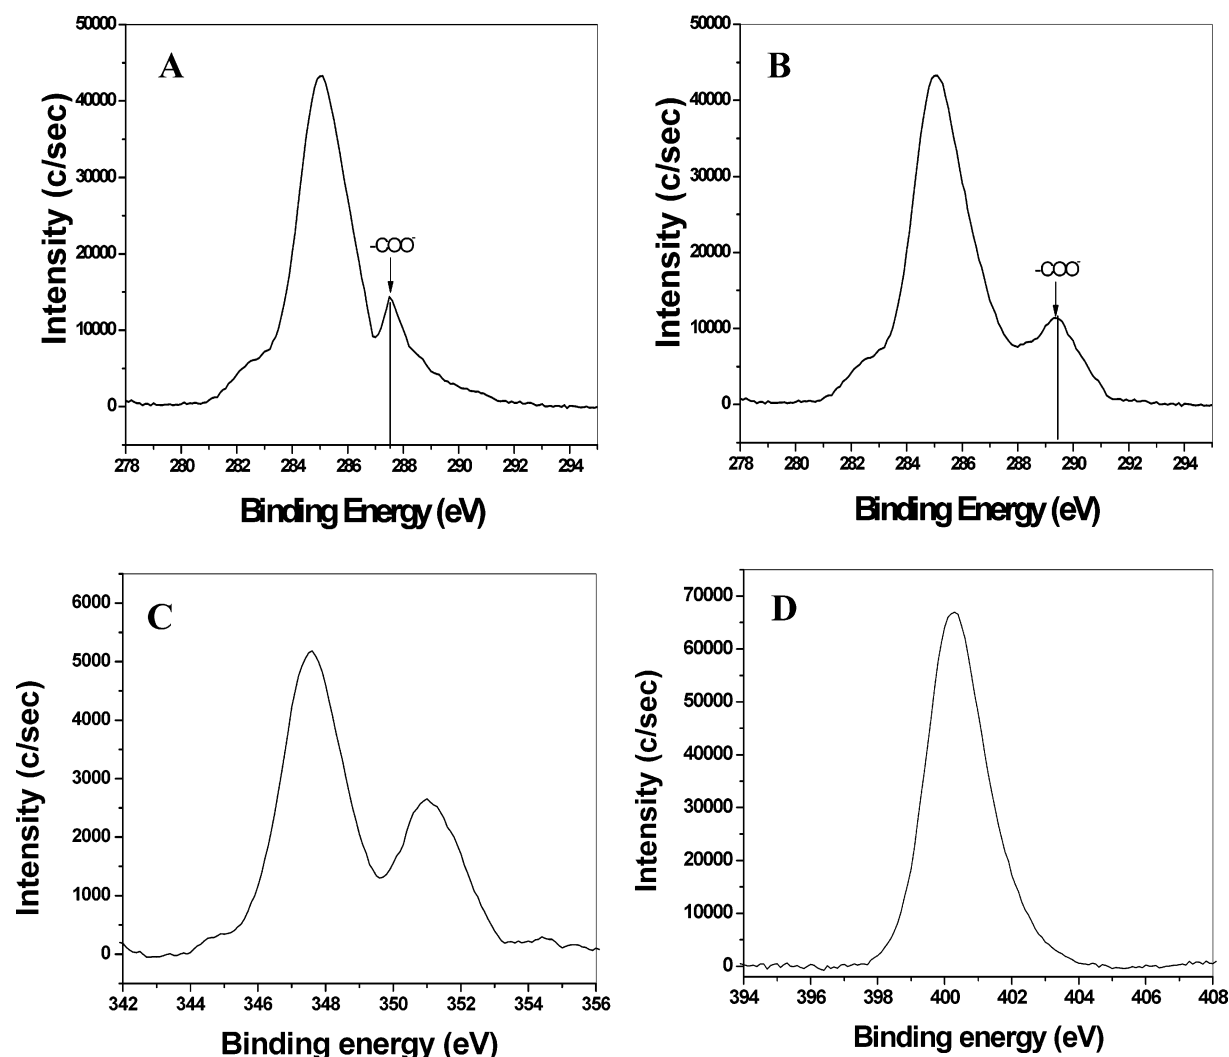 A
Intensity (c/sec)
50000
40000
30000
20000
10000
0
-COO-
278 280 282 284 286 288 290 292 294
Binding Energy (eV)
B
Intensity (c/sec)
50000
40000
30000
20000
10000
0
-COO-
278 280 282 284 286 288 290 292 294
Binding Energy (eV)
C
Intensity (c/sec)
6000
5000
4000
3000
2000
1000
0
342 344 346 348 350 352 354 356
Binding energy (eV)
D
Intensity (c/sec)
70000
60000
50000
40000
30000
20000
10000
0
394 396 398 400 402 404 406 408
Binding energy (eV)